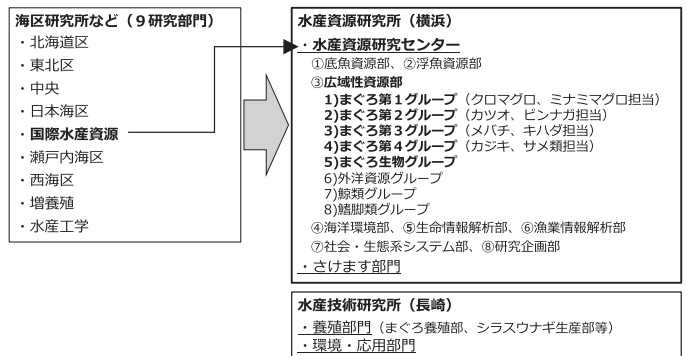 海区研究所など（９研究部門）
・北海道区
・東北区
・中央
・日本海区
・国際水産資源
・瀬戸内海区
・西海区
・増養殖
・水産工学
水産資源研究所（横浜）
・水産資源研究センター
①底魚資源部、②浮魚資源部
③広域性資源部
1)まぐろ第１グループ（クロマグロ、ミナミマグロ担当）
2)まぐろ第２グループ（カツオ、ビンナガ担当）
3)まぐろ第３グループ（メバチ、キハダ担当）
4)まぐろ第４グループ（カジキ、サメ類担当）
5)まぐろ生物グループ
6)外洋資源グループ
7)鯨類グループ
8)鰭脚類グループ
④海洋環境部、⑤生命情報解析部、⑥漁業情報解析部
⑦社会・生態系システム部、⑧研究企画部
・さけます部門
水産技術研究所（長崎）
・養殖部門（まぐろ養殖部、シラスウナギ生産部等）
・環境・応用部門